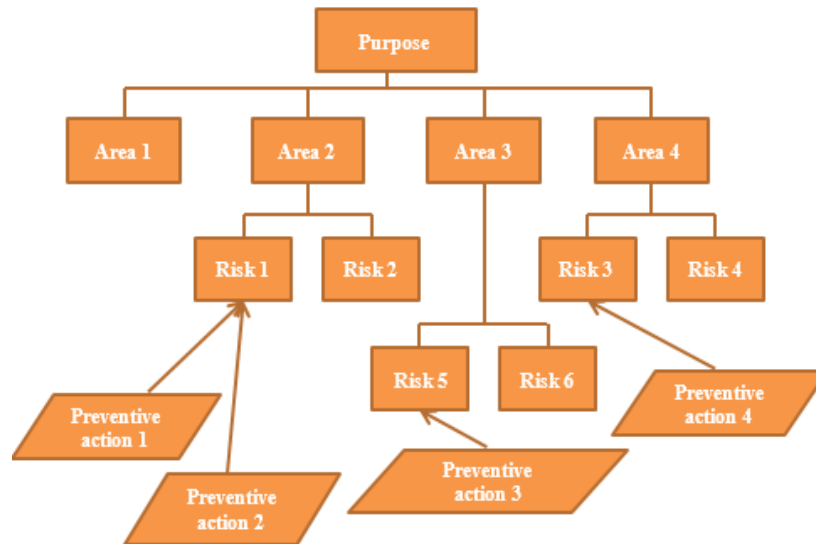 Purpose
Area 1
Area 2
Area 3
Area 4
Risk 1
Risk 2
Risk 3
Risk 4
Risk 5
Risk 6
Preventive
action 1
Preventive
action 2
Preventive
action 3
Preventive
action 4